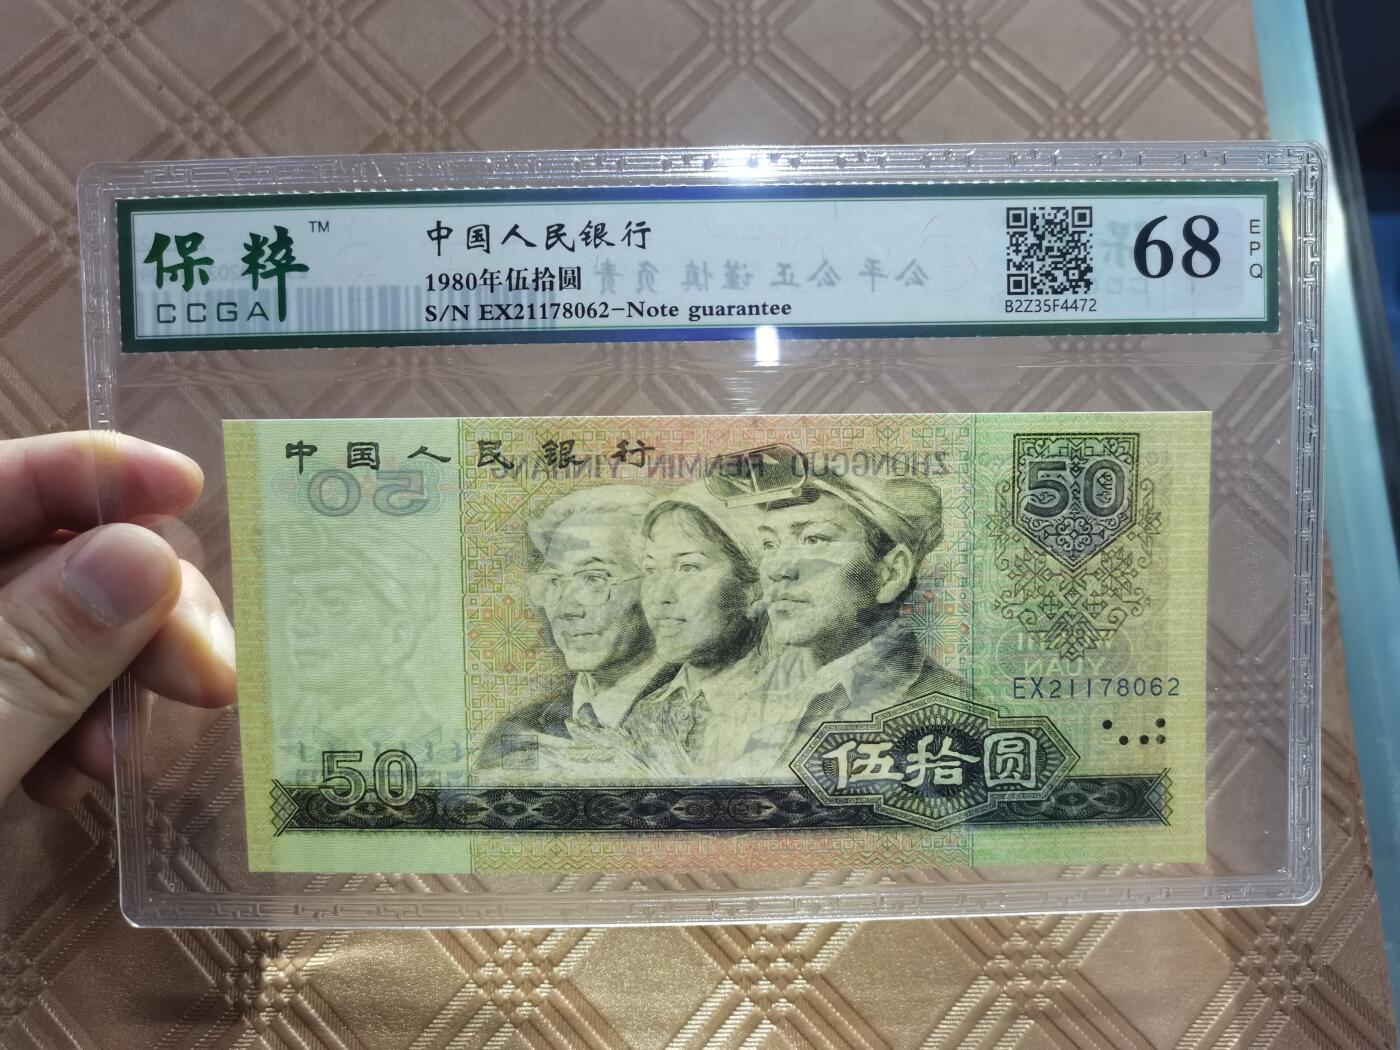 保粹™
CCGA
中国人民银行
1980年伍拾圆
S/N EX21178062-Note guarantee
公平公正谨慎负责
B2Z35F4472
68
EPQ
中国人民银行
ZHONGGUO RENMIN YINHANG
50
50
YUAN
EX21178062
50
伍拾圆